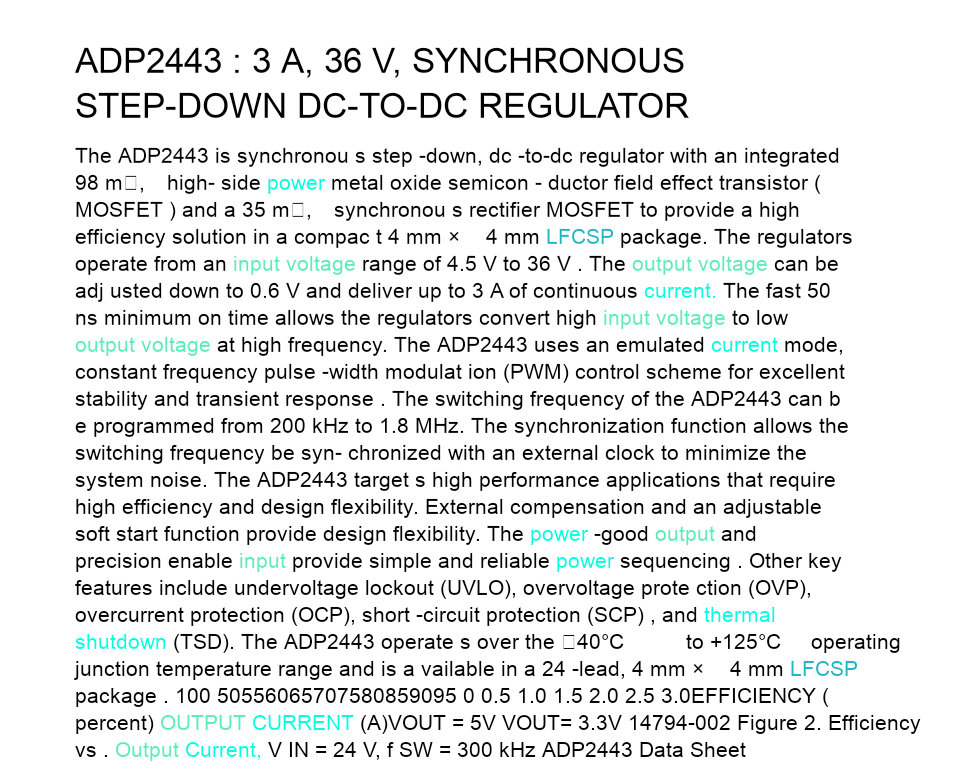 ADP2443 : 3 A, 36 V, SYNCHRONOUS
STEP-DOWN DC-TO-DC REGULATOR
The ADP2443 is synchronou s step -down, dc -to-dc regulator with an integrated
98 m□, high- side power metal oxide semicon - ductor field effect transistor (
MOSFET ) and a 35 m□, synchronou s rectifier MOSFET to provide a high
efficiency solution in a compac t 4 mm × 4 mm LFCSP package. The regulators
operate from an input voltage range of 4.5 V to 36 V . The output voltage can be
adj usted down to 0.6 V and deliver up to 3 A of continuous current. The fast 50
ns minimum on time allows the regulators convert high input voltage to low
output voltage at high frequency. The ADP2443 uses an emulated current mode,
constant frequency pulse -width modulat ion (PWM) control scheme for excellent
stability and transient response . The switching frequency of the ADP2443 can b
e programmed from 200 kHz to 1.8 MHz. The synchronization function allows the
switching frequency be syn- chronized with an external clock to minimize the
system noise. The ADP2443 target s high performance applications that require
high efficiency and design flexibility. External compensation and an adjustable
soft start function provide design flexibility. The power -good output and
precision enable input provide simple and reliable power sequencing . Other key
features include undervoltage lockout (UVLO), overvoltage prote ction (OVP),
overcurrent protection (OCP), short -circuit protection (SCP) , and thermal
shutdown (TSD). The ADP2443 operate s over the □40°C to +125°C operating
junction temperature range and is a vailable in a 24 -lead, 4 mm × 4 mm LFCSP
package . 100 50556065707580859095 0 0.5 1.0 1.5 2.0 2.5 3.0EFFICIENCY (
percent) OUTPUT CURRENT (A)VOUT = 5V VOUT= 3.3V 14794-002 Figure 2. Efficiency
vs . Output Current, V IN = 24 V, f SW = 300 kHz ADP2443 Data Sheet